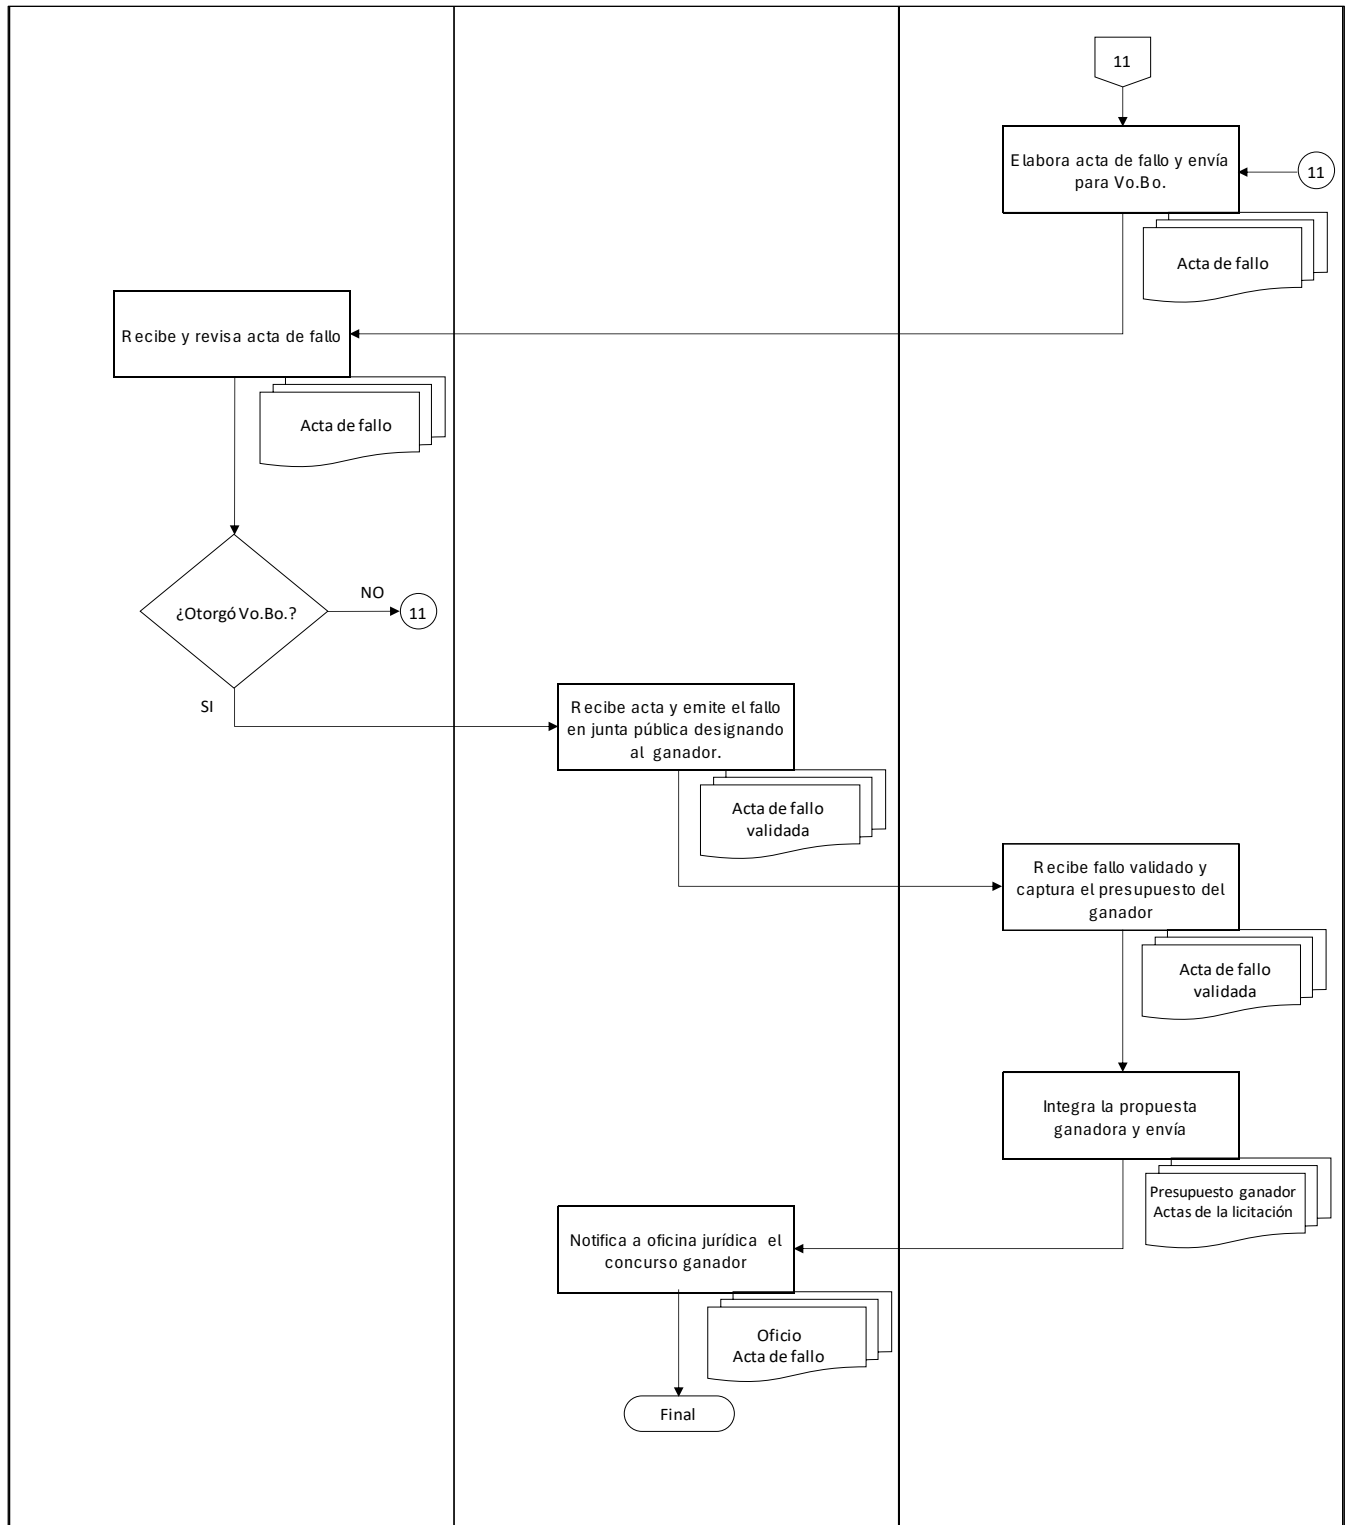 11
Elabora acta de fallo y envía
para Vo.Bo.
11
Acta de fallo
Recibe y revisa acta de fallo
Acta de fallo
¿Otorgó Vo.Bo.?
NO
11
SI
Recibe acta y emite el fallo
en junta pública designando
al ganador.
Acta de fallo
validada
Recibe fallo validado y
captura el presupuesto del
ganador
Acta de fallo
validada
Integra la propuesta
ganadora y envía
Presupuesto ganador
Actas de la licitación
Notifica a oficina jurídica el
concurso ganador
Oficio
Acta de fallo
Final